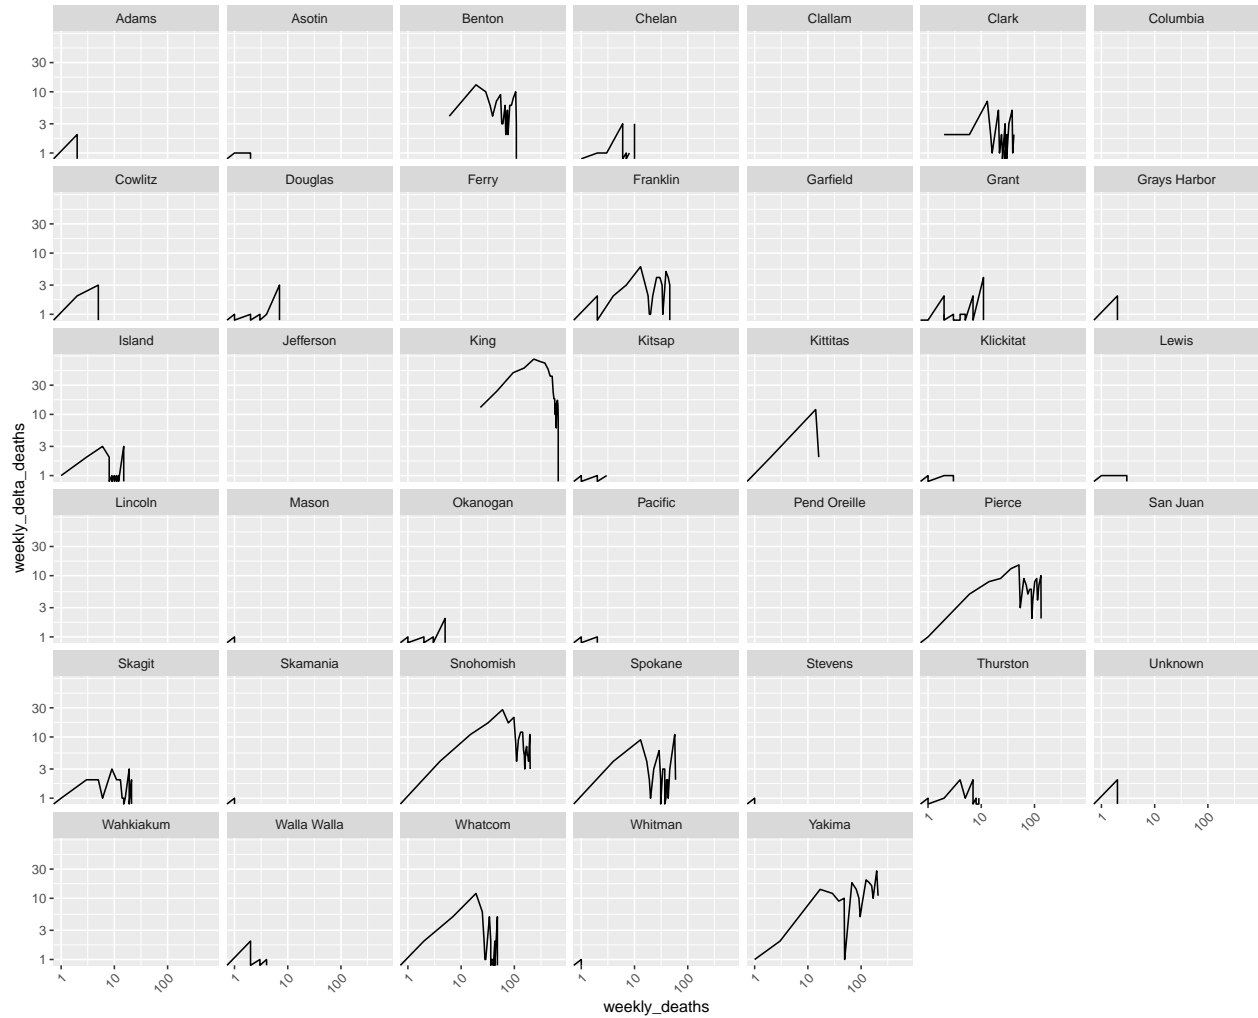 Adams Asotin Benton Chelan Clallam Clark Columbia
30
10
3
1
Cowlitz Douglas Ferry Franklin Garfield Grant Grays Harbor
30
10
3
1
Island Jefferson King Kitsap Kittitas Klickitat Lewis
30
10
3
1
weekly_delta_deaths
Lincoln Mason Okanogan Pacific Pend Oreille Pierce San Juan
30
10
3
1
Skagit Skamania Snohomish Spokane Stevens Thurston Unknown
30
10
3
1
1 10 100 1 10 100
Wahkiakum Walla Walla Whatcom Whitman Yakima
30
10
3
1
1 10 100 1 10 100 1 10 100 1 10 100 1 10 100
weekly_deaths